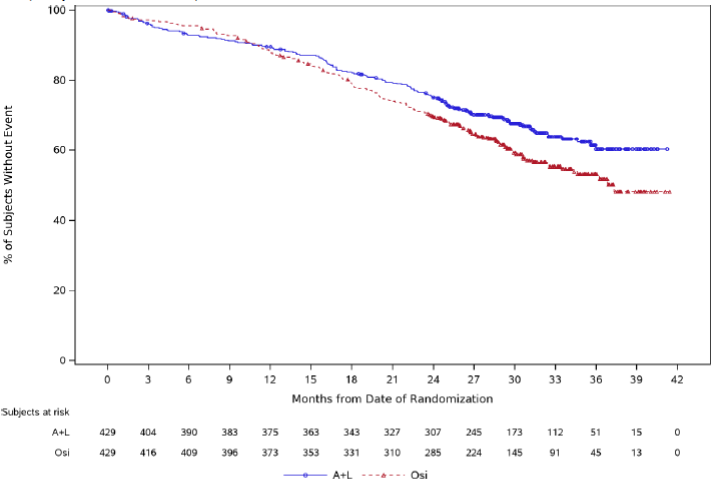 100
80
60
40
20
0
% of Subjects Without Event
0 3 6 9 12 15 18 21 24 27 30 33 36 39 42
Months from Date of Randomization
Subjects at risk
A+L 429 404 390 383 375 363 343 327 307 245 173 112 51 15 0
Osi 429 416 409 396 373 353 331 310 285 224 145 91 45 13 0
A+L Osi